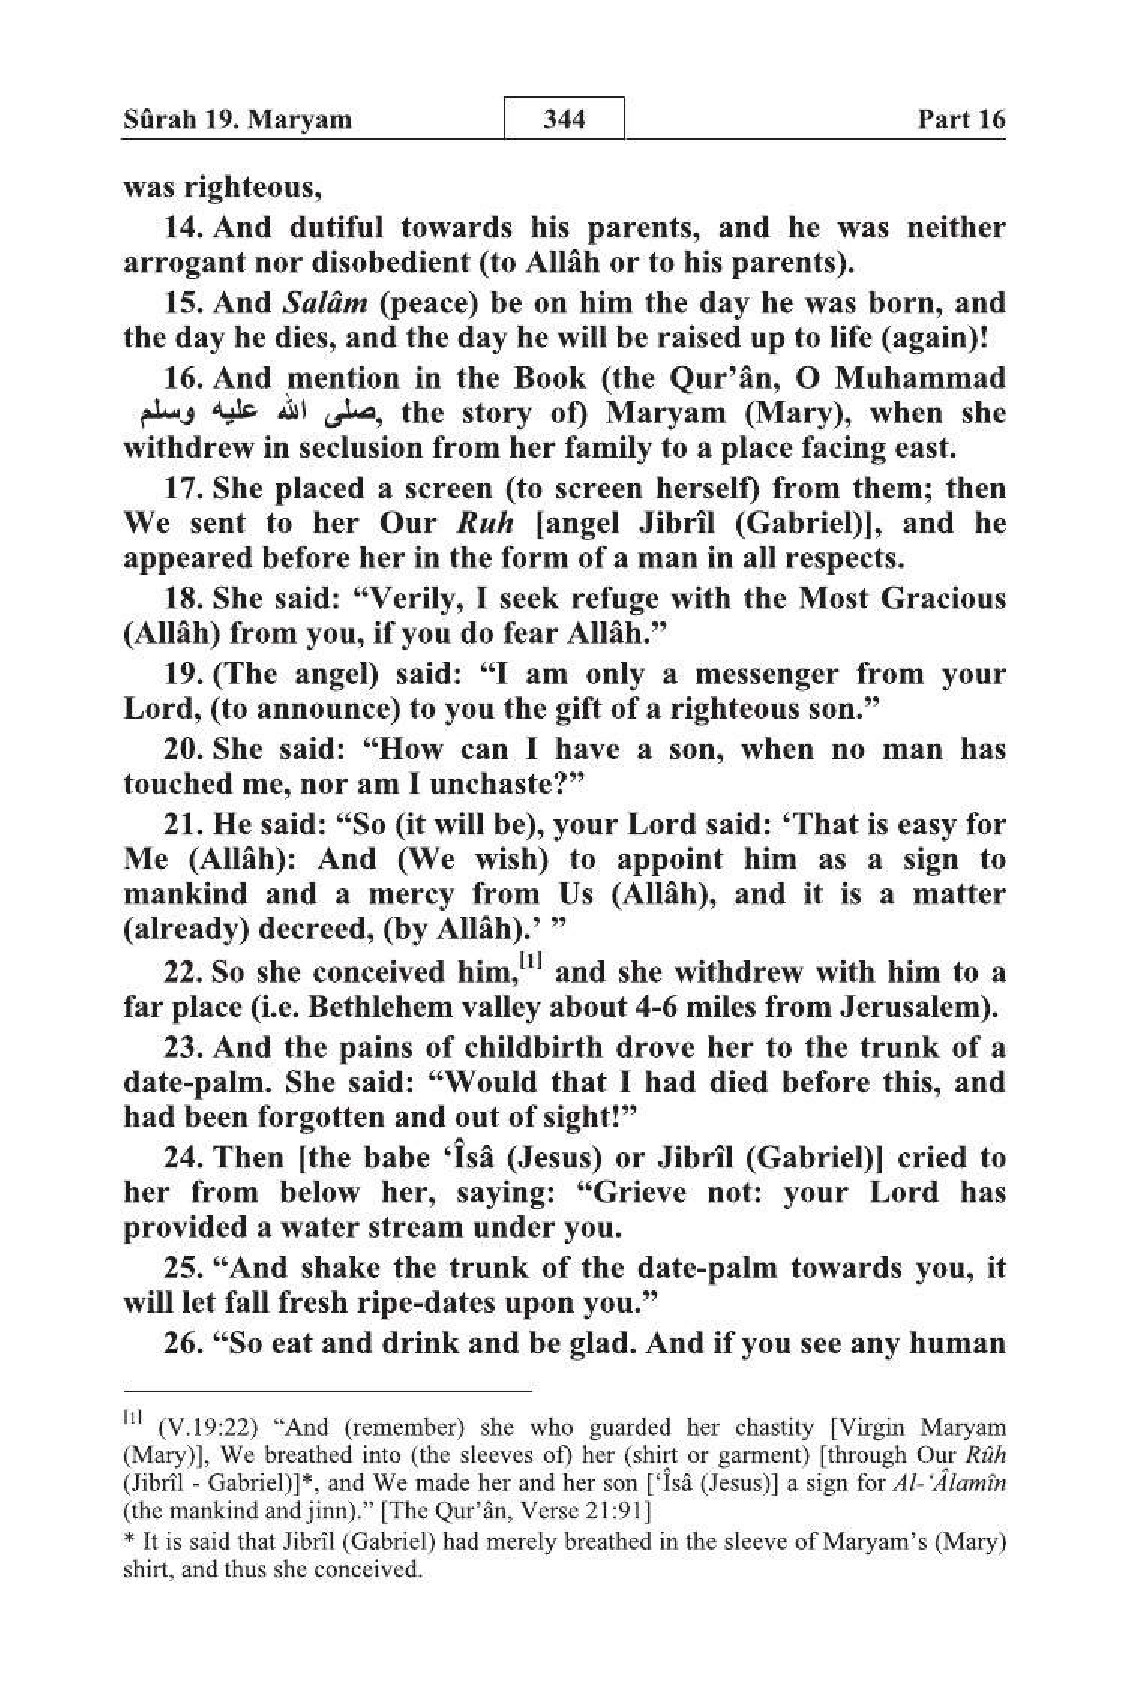 Sûrah 19. Maryam 344 Part 16
was righteous,
14. And dutiful towards his parents, and he was neither
arrogant nor disobedient (to Allâh or to his parents).
15. And Salâm (peace) be on him the day he was born, and
the day he dies, and the day he will be raised up to life (again)!
16. And mention in the Book (the Qur’ân, O Muhammad
صلى الله عليه وسلم, the story of) Maryam (Mary), when she
withdrew in seclusion from her family to a place facing east.
17. She placed a screen (to screen herself) from them; then
We sent to her Our Ruh [angel Jibrîl (Gabriel)], and he
appeared before her in the form of a man in all respects.
18. She said: “Verily, I seek refuge with the Most Gracious
(Allâh) from you, if you do fear Allâh.”
19. (The angel) said: “I am only a messenger from your
Lord, (to announce) to you the gift of a righteous son.”
20. She said: “How can I have a son, when no man has
touched me, nor am I unchaste?”
21. He said: “So (it will be), your Lord said: ‘That is easy for
Me (Allâh): And (We wish) to appoint him as a sign to
mankind and a mercy from Us (Allâh), and it is a matter
(already) decreed, (by Allâh).’ ”
22. So she conceived him,[1] and she withdrew with him to a
far place (i.e. Bethlehem valley about 4-6 miles from Jerusalem).
23. And the pains of childbirth drove her to the trunk of a
date-palm. She said: “Would that I had died before this, and
had been forgotten and out of sight!”
24. Then [the babe ‘Îsâ (Jesus) or Jibrîl (Gabriel)] cried to
her from below her, saying: “Grieve not: your Lord has
provided a water stream under you.
25. “And shake the trunk of the date-palm towards you, it
will let fall fresh ripe-dates upon you.”
26. “So eat and drink and be glad. And if you see any human
[1] (V.19:22) “And (remember) she who guarded her chastity [Virgin Maryam
(Mary)], We breathed into (the sleeves of) her (shirt or garment) [through Our Rûh
(Jibrîl - Gabriel)]*, and We made her and her son [‘Îsâ (Jesus)] a sign for Al-‘Âlamîn
(the mankind and jinn).” [The Qur’ân, Verse 21:91]
* It is said that Jibrîl (Gabriel) had merely breathed in the sleeve of Maryam’s (Mary)
shirt, and thus she conceived.